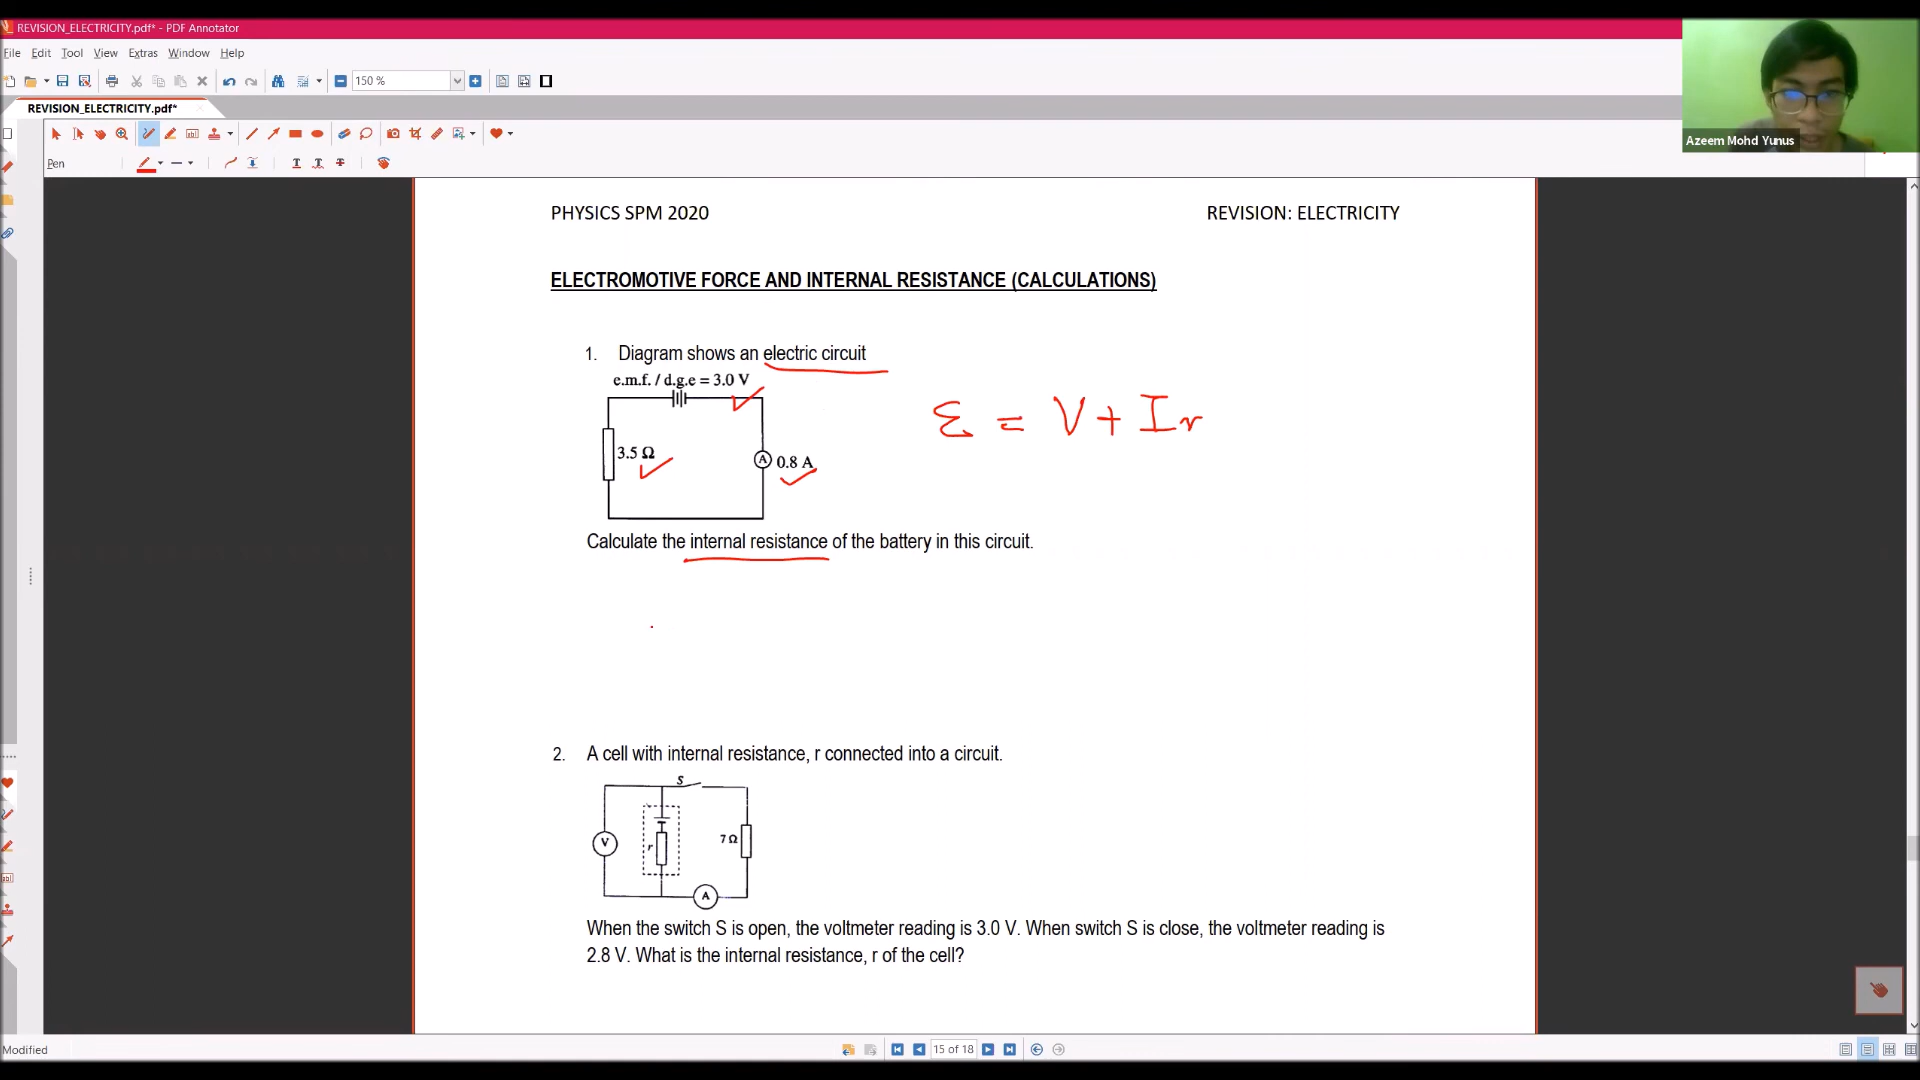 REVISION_ELECTRICITY.pdf* - PDF Annotator
File Edit Tool View Extras Window Help
150 %
REVISION_ELECTRICITY.pdf*
Azeem Mohd Yunus
Pen
PHYSICS SPM 2020 REVISION: ELECTRICITY
ELECTROMOTIVE FORCE AND INTERNAL RESISTANCE (CALCULATIONS)
1. Diagram shows an electric circuit
e.m.f. / d.g.e = 3.0 V
ℰ = V + Ir
3.5 Ω
A 0.8 A
Calculate the internal resistance of the battery in this circuit.
2. A cell with internal resistance, r connected into a circuit.
S
V
r
7 Ω
A
When the switch S is open, the voltmeter reading is 3.0 V. When switch S is close, the voltmeter reading is
2.8 V. What is the internal resistance, r of the cell?
Modified
15 of 18